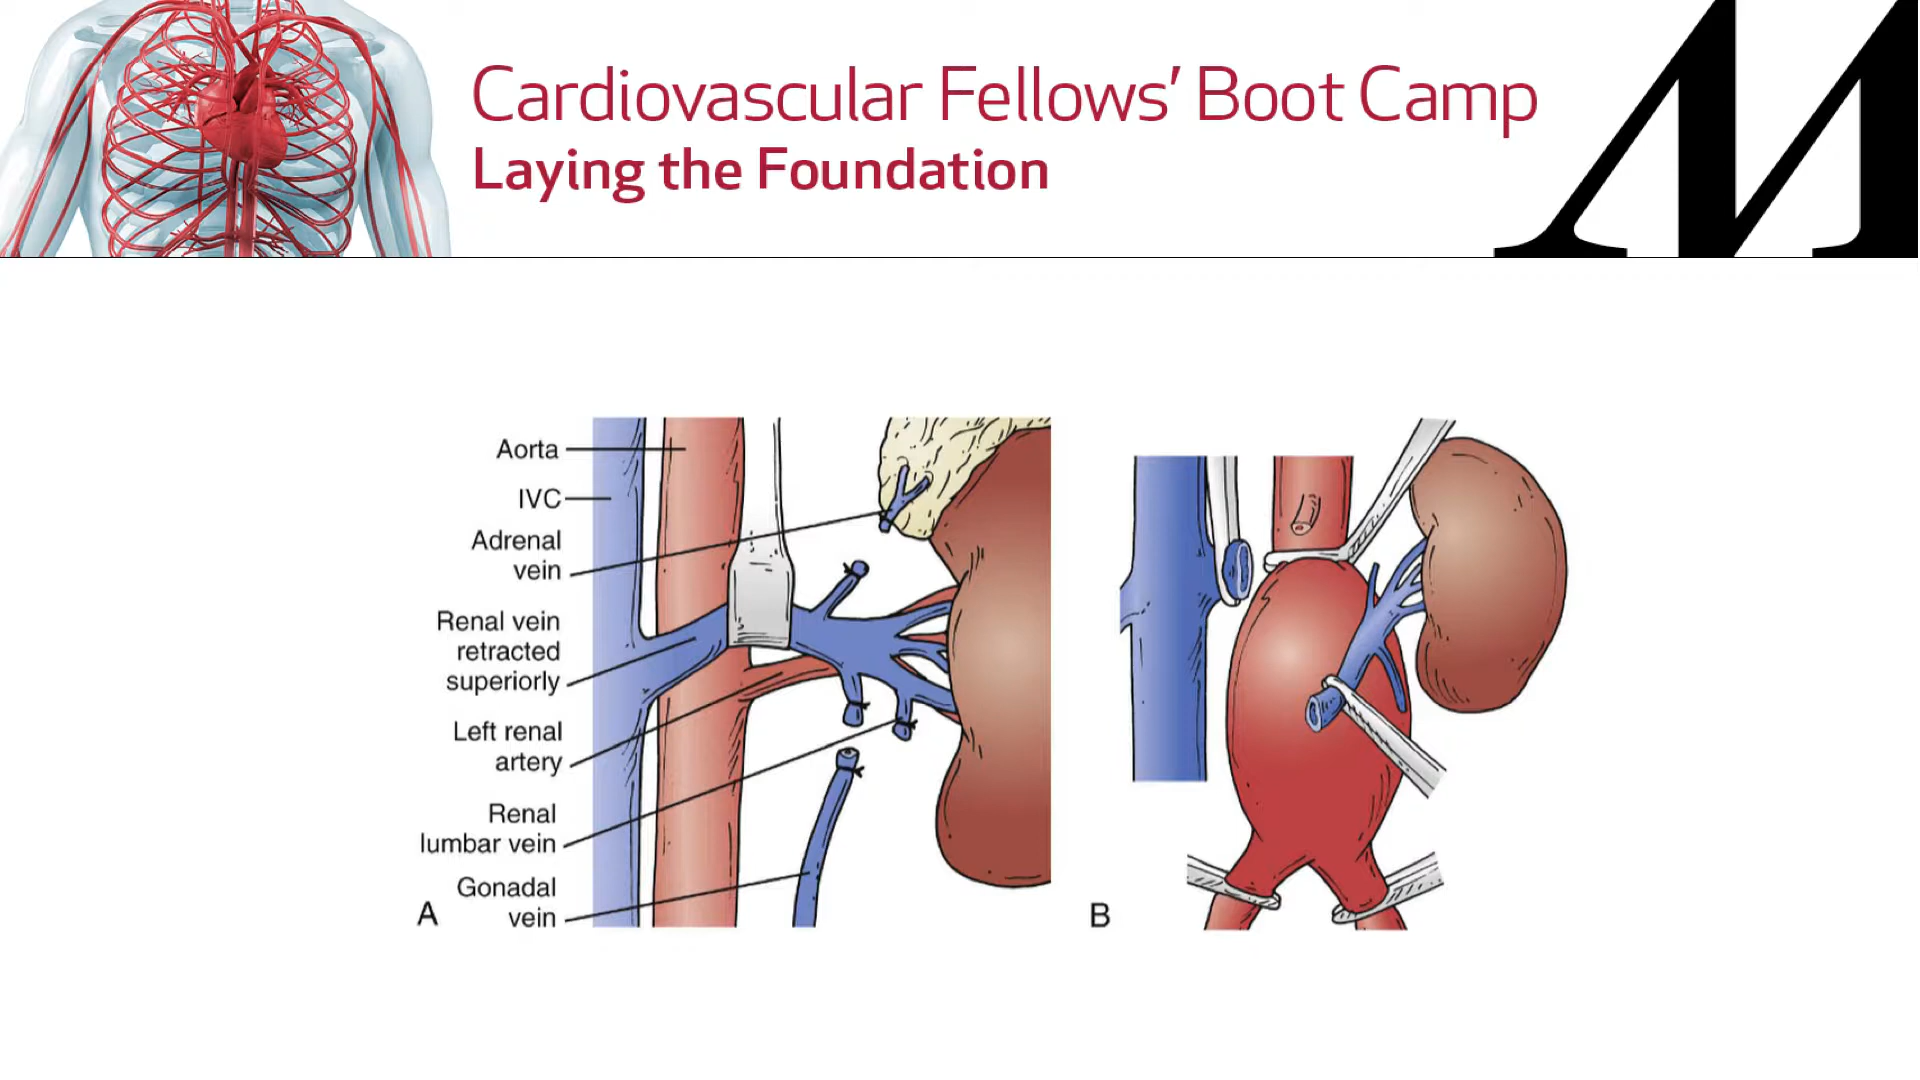 Cardiovascular Fellows’ Boot Camp
Laying the Foundation
M
Aorta
IVC
Adrenal
vein
Renal vein
retracted
superiorly
Left renal
artery
Renal
lumbar vein
Gonadal
vein
A
B